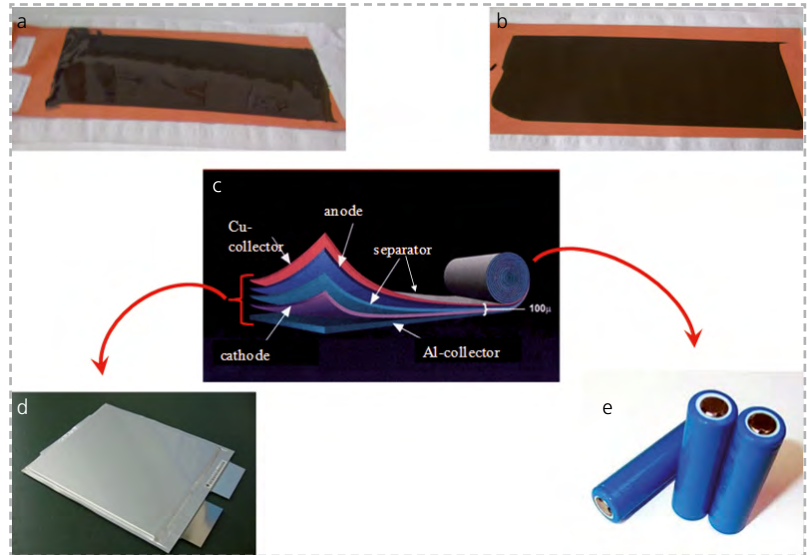 a
b
c
Cu-
collector
anode
separator
100μ
cathode
Al-collector
d
e